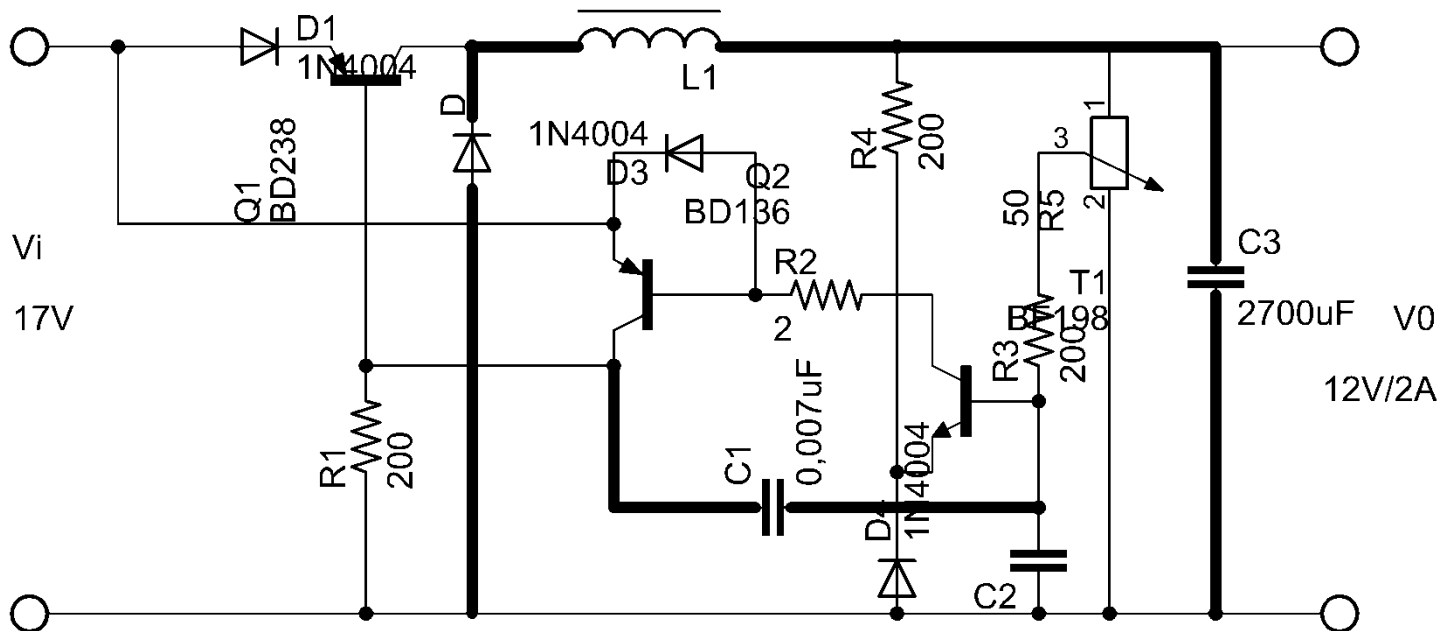 D1
1N4004
L1
D
1N4004
D3
Q2
BD136
Q1
BD238
R4
200
1
3
2
50
R5
Vi
17V
R2
2
T1
BF198
R3
200
C3
2700uF
V0
12V/2A
R1
200
C1
0,007uF
D4
1N4004
C2